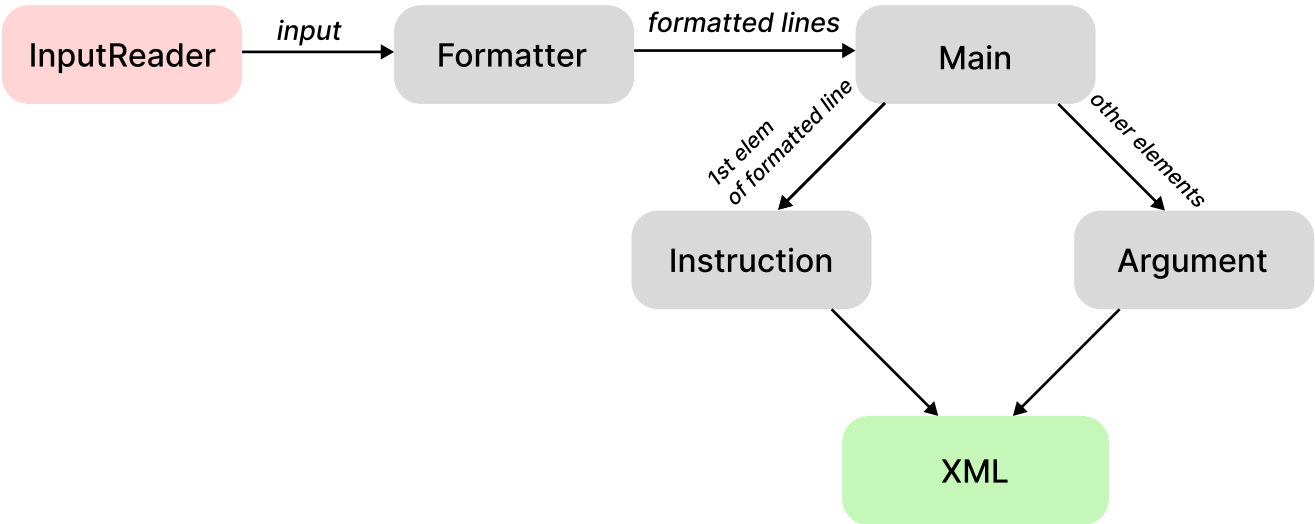 InputReader
input
Formatter
formatted lines
Main
1st elem
of formatted line
other elements
Instruction
Argument
XML